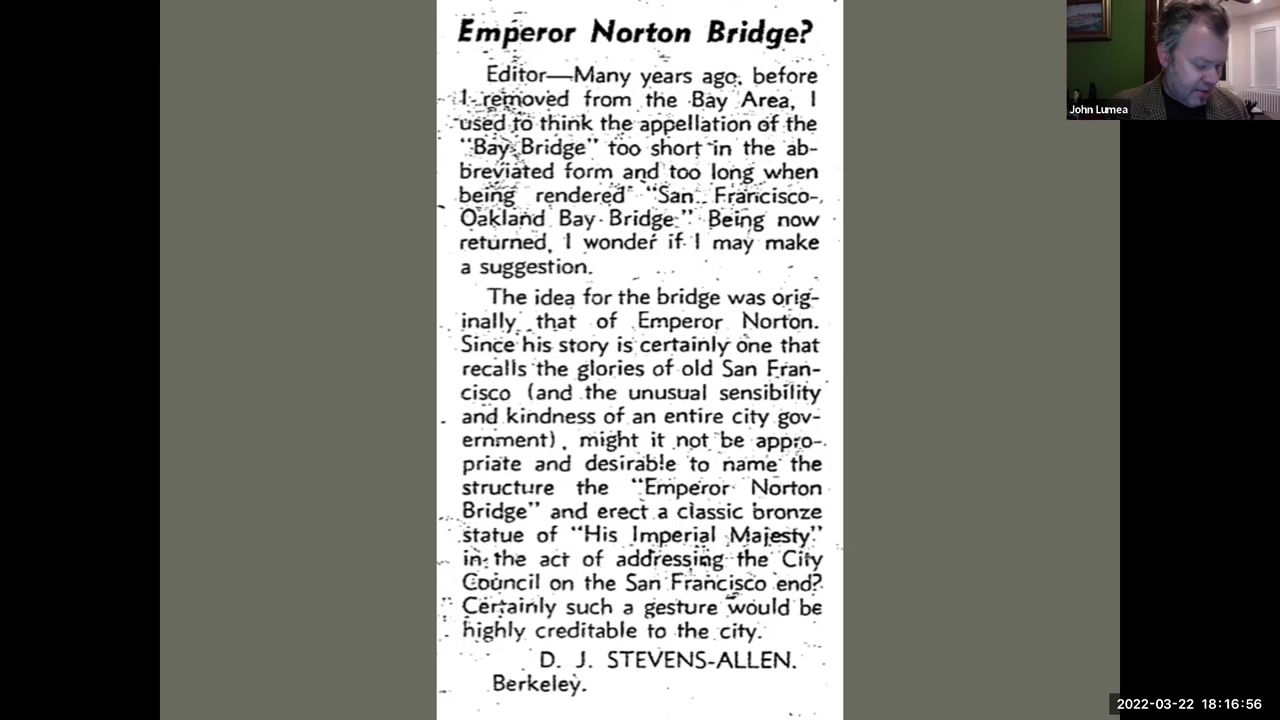 Emperor Norton Bridge?
Editor—Many years ago, before
I removed from the Bay Area, I
used to think the appellation of the
"Bay Bridge" too short in the ab-
breviated form and too long when
being rendered "San Francisco-
Oakland Bay Bridge." Being now
returned, I wonder if I may make
a suggestion.
The idea for the bridge was orig-
inally that of Emperor Norton.
Since his story is certainly one that
recalls the glories of old San Fran-
cisco (and the unusual sensibility
and kindness of an entire city gov-
ernment), might it not be appro-
priate and desirable to name the
structure the "Emperor Norton
Bridge" and erect a classic bronze
statue of "His Imperial Majesty"
in the act of addressing the City
Council on the San Francisco end?
Certainly such a gesture would be
highly creditable to the city.
D. J. STEVENS-ALLEN.
Berkeley.
John Lumea
2022-03-22 18:16:56